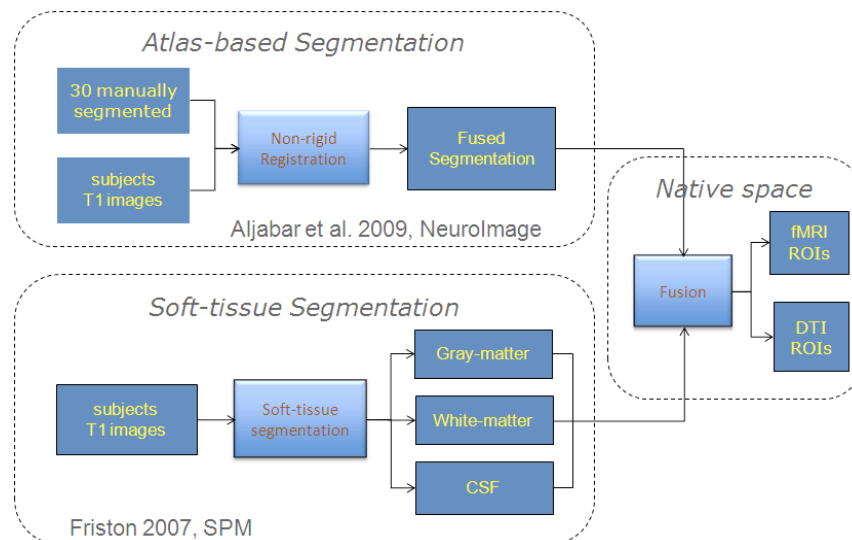 Atlas-based Segmentation
30 manually
segmented
subjects
T1 images
Non-rigid
Registration
Fused
Segmentation
Aljabar et al. 2009, NeuroImage
Soft-tissue Segmentation
subjects
T1 images
Soft-tissue
segmentation
Gray-matter
White-matter
CSF
Friston 2007, SPM
Native space
Fusion
fMRI
ROIs
DTI
ROIs